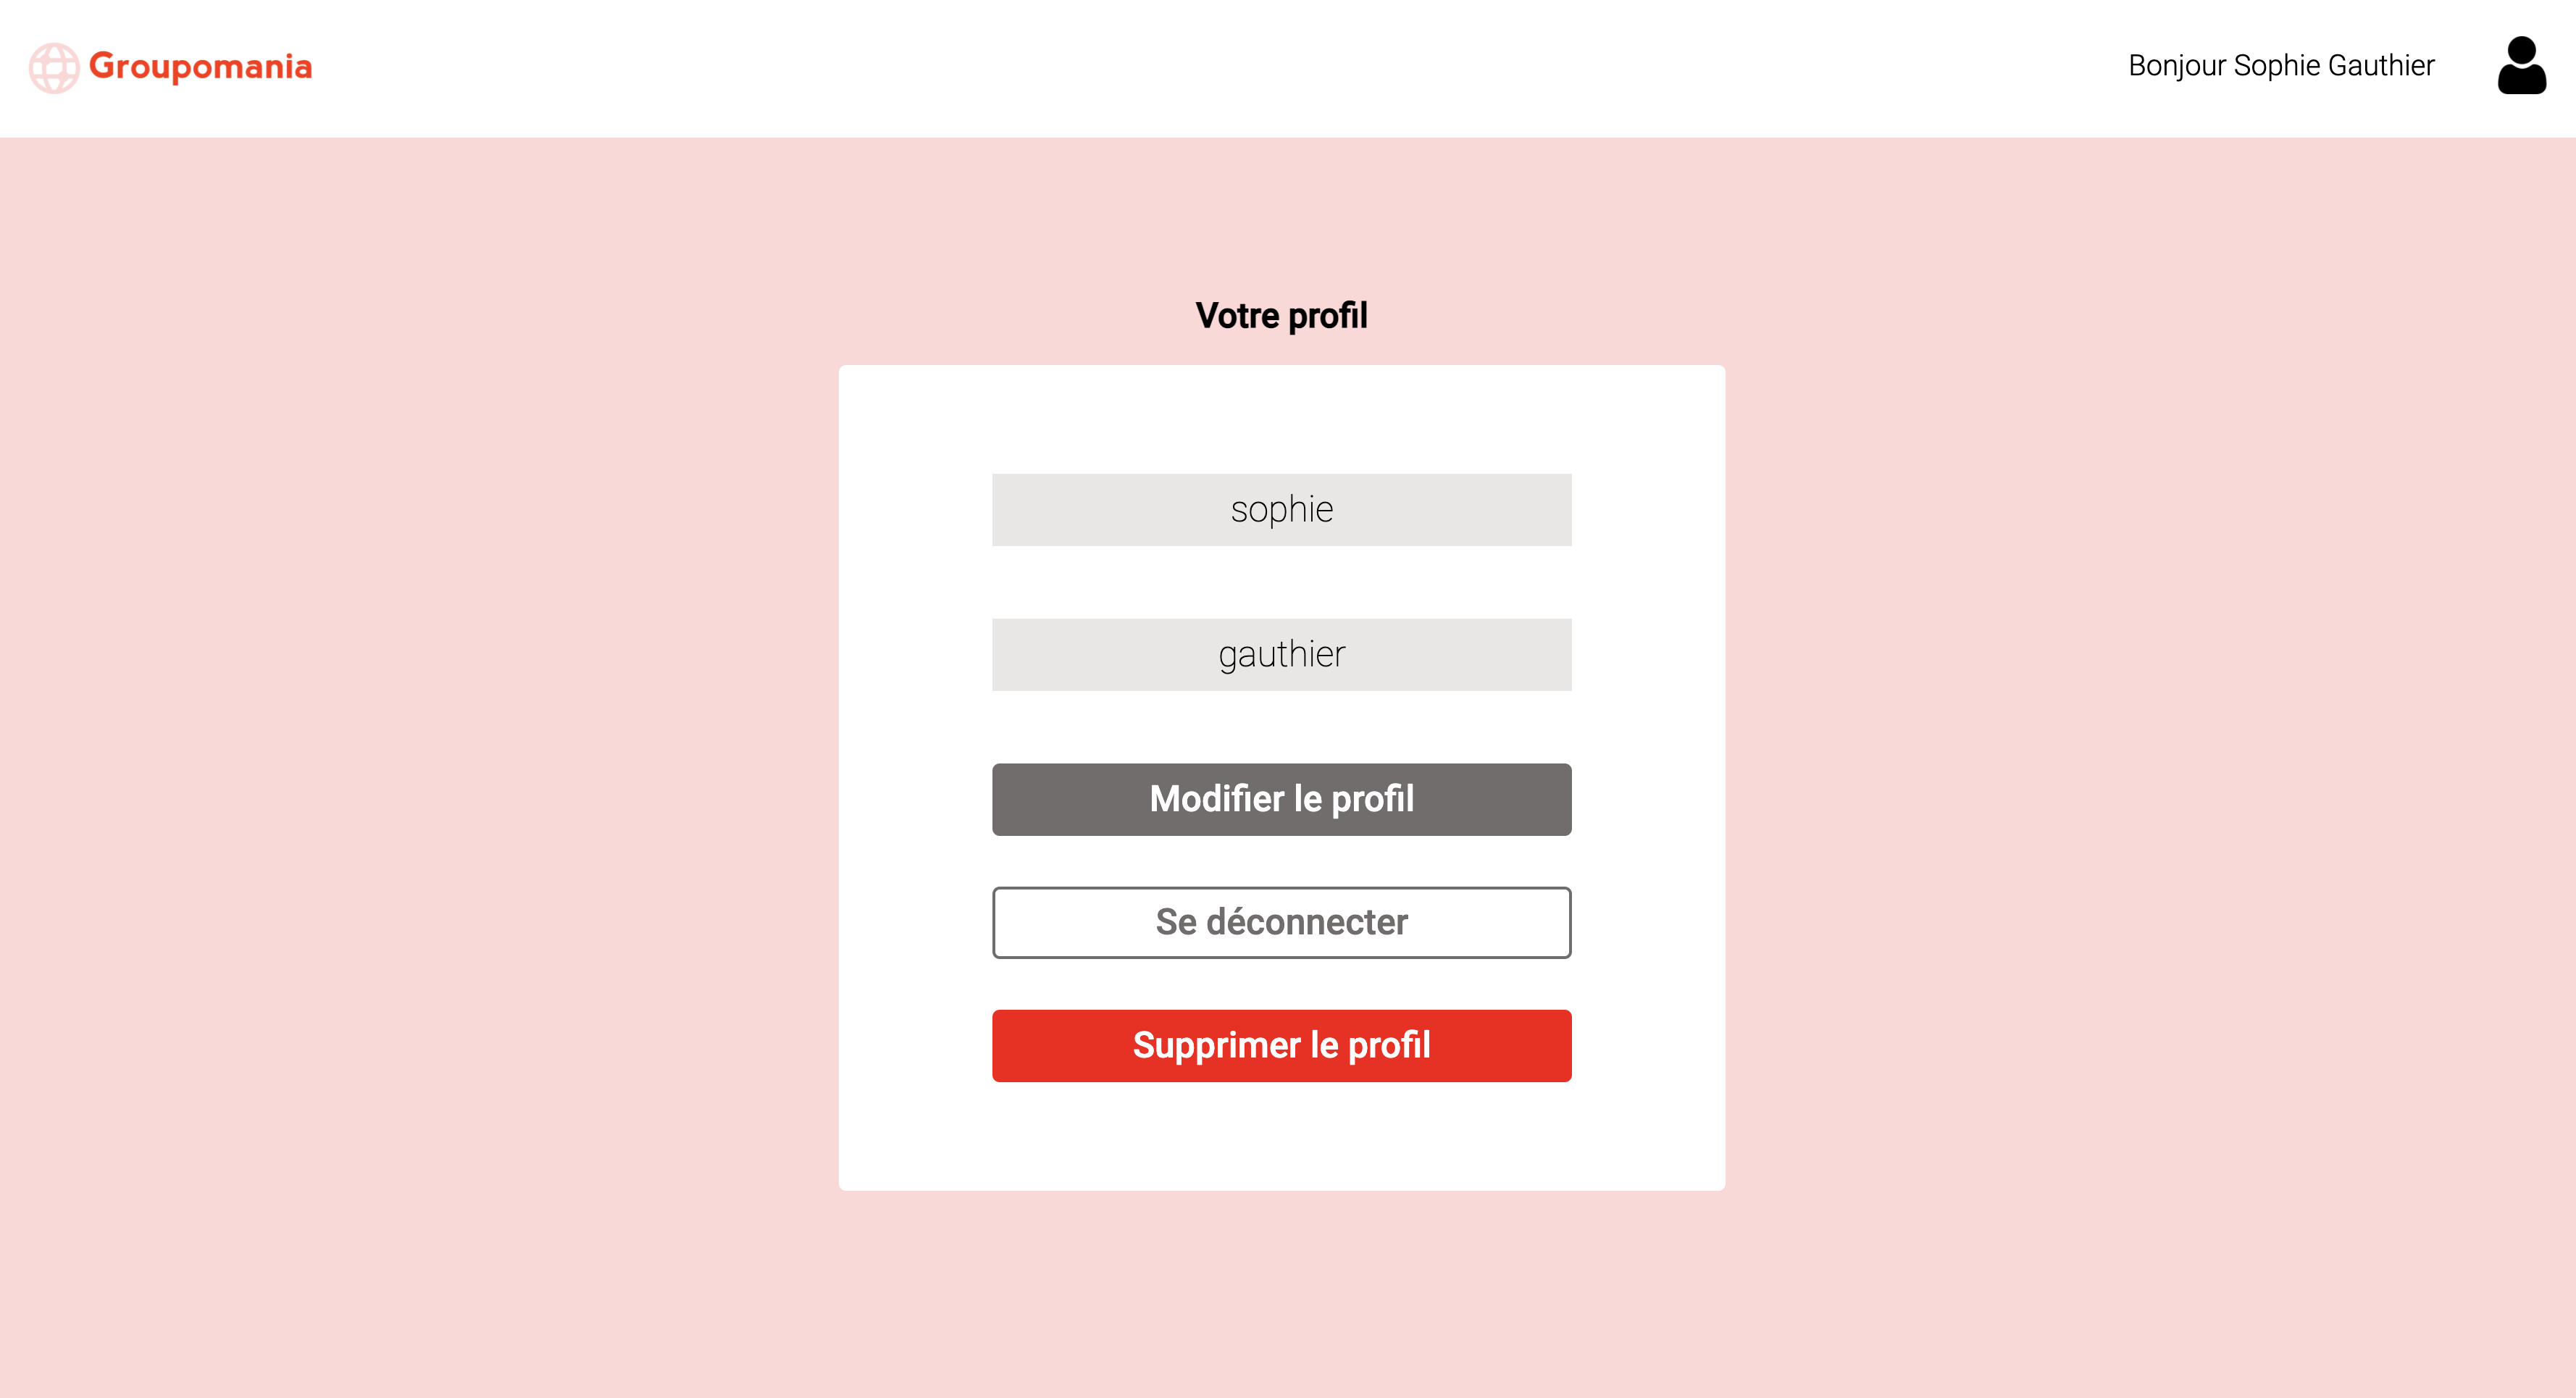 Groupomania
Bonjour Sophie Gauthier
Votre profil
sophie
gauthier
Modifier le profil
Se déconnecter
Supprimer le profil